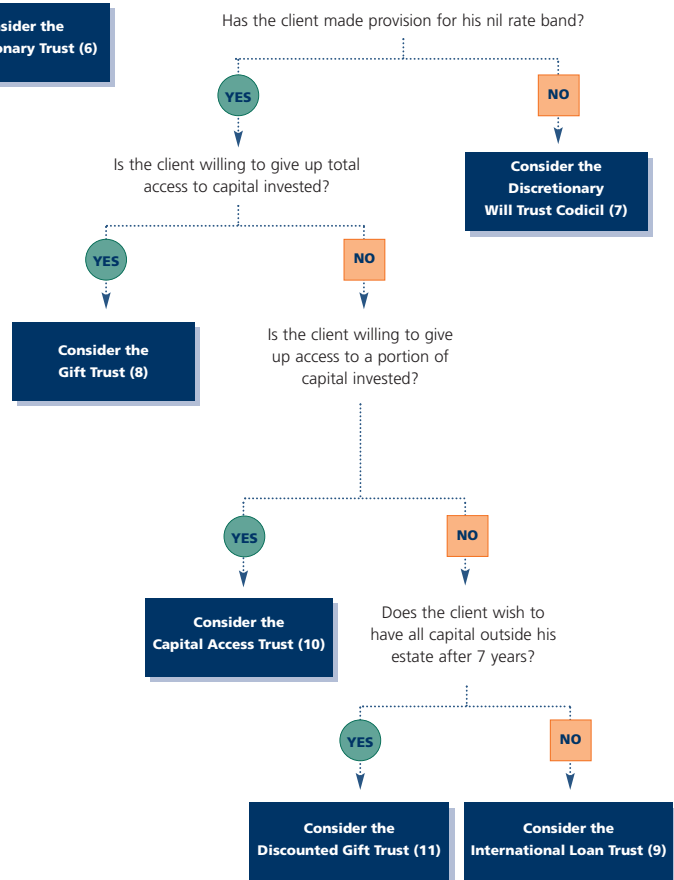 Has the client made provision for his nil rate band?
the
Trust (6)
YES
NO
Is the client willing to give up total
access to capital invested?
Consider the
Discretionary
Will Trust Codicil (7)
YES
NO
Consider the
Gift Trust (8)
Is the client willing to give
up access to a portion of
capital invested?
YES
NO
Consider the
Capital Access Trust (10)
Does the client wish to
have all capital outside his
estate after 7 years?
YES
NO
Consider the
Discounted Gift Trust (11)
Consider the
International Loan Trust (9)